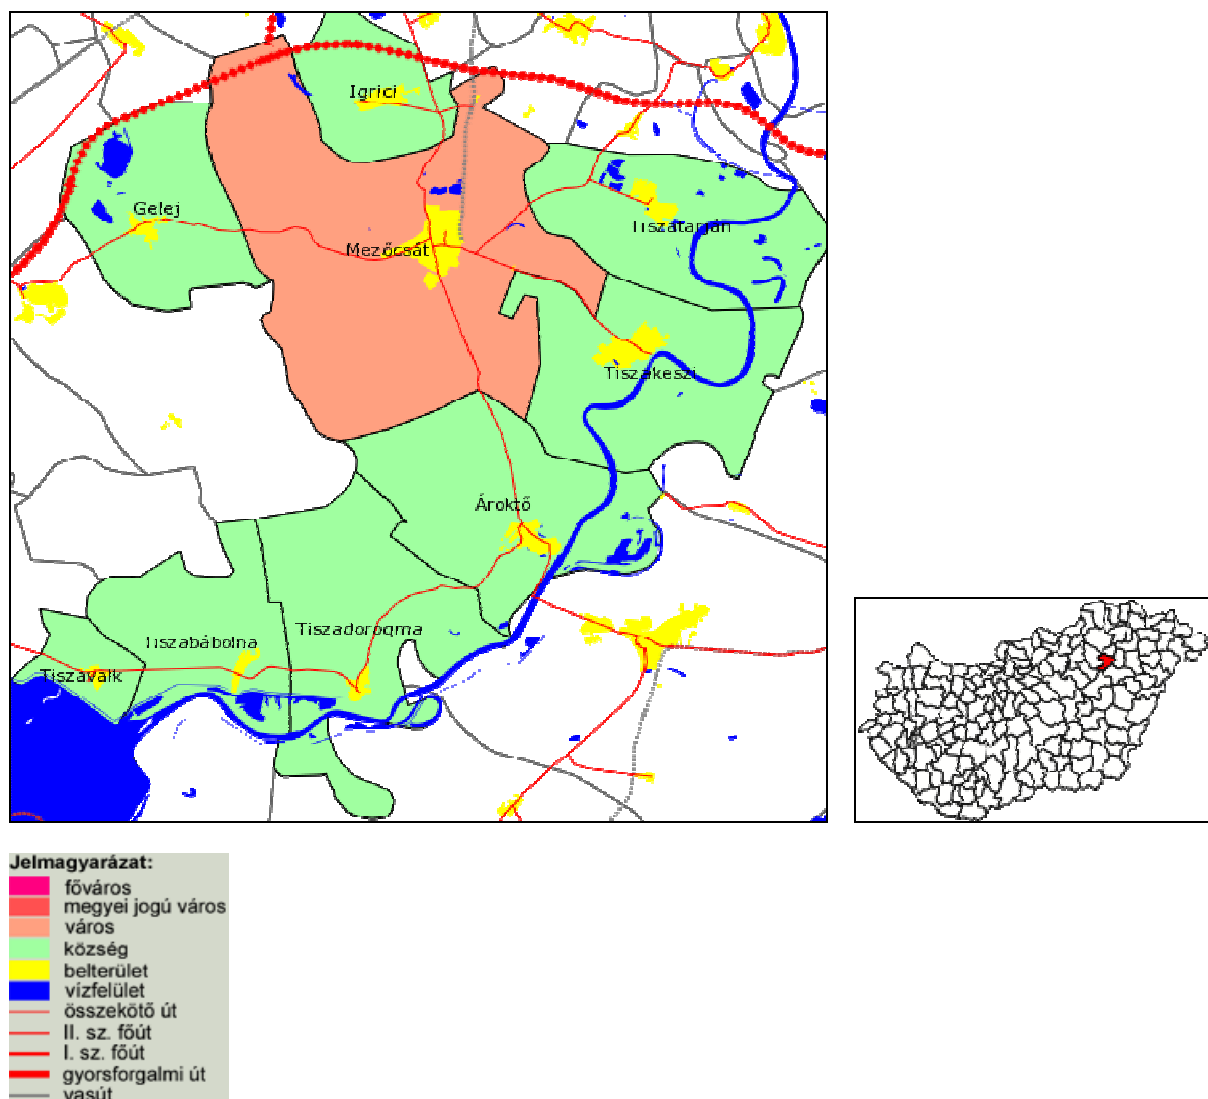 Igrici
Gelej
Tiszatarján
Mezőcsát
Tiszakeszi
Ároktő
Tiszadorogma
Tiszabábolna
Tiszavalk
Jelmagyarázat:
főváros
megyei jogú város
város
község
belterület
vízfelület
összekötő út
II. sz. főút
I. sz. főút
gyorsforgalmi út
vasút